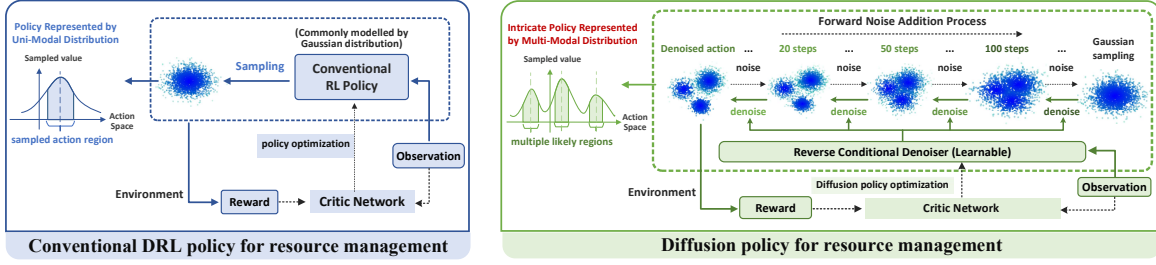 Policy Represented by
Uni-Modal Distribution
Sampled value
Action
Space
sampled action region
(Commonly modelled by
Gaussian distribution)
Sampling
Conventional
RL Policy
policy optimization
Observation
Environment
Reward
Critic Network
Conventional DRL policy for resource management
Intricate Policy Represented
by Multi-Modal Distribution
Sampled value
Action
Space
multiple likely regions
Forward Noise Addition Process
Denoised action
...
20 steps
...
50 steps
...
100 steps
...
Gaussian
sampling
noise
noise
noise
noise
denoise
denoise
denoise
denoise
Reverse Conditional Denoiser (Learnable)
Diffusion policy optimization
Observation
Environment
Reward
Critic Network
Diffusion policy for resource management